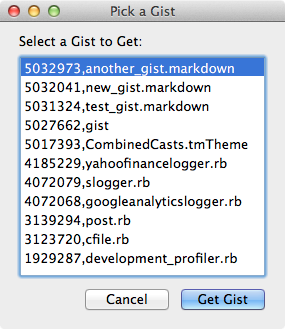 Pick a Gist
Select a Gist to Get:
5032973,another_gist.markdown
5032041,new_gist.markdown
5031324,test_gist.markdown
5027662,gist
5017393,CombinedCasts.tmTheme
4185229,yahoofinancelogger.rb
4072079,slogger.rb
4072068,googleanalyticslogger.rb
3139294,post.rb
3123720,cfile.rb
1929287,development_profiler.rb
Cancel
Get Gist